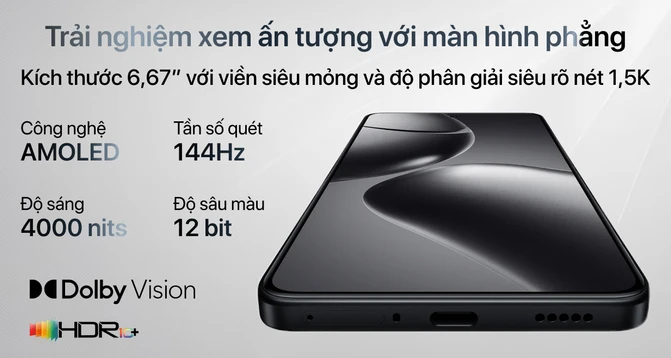 Trải nghiệm xem ấn tượng với màn hình phẳng
Kích thước 6,67” với viền siêu mỏng và độ phân giải siêu rõ nét 1,5K
Công nghệ
AMOLED
Tần số quét
144Hz
Độ sáng
4000 nits
Độ sâu màu
12 bit
Dolby Vision
HDR10+